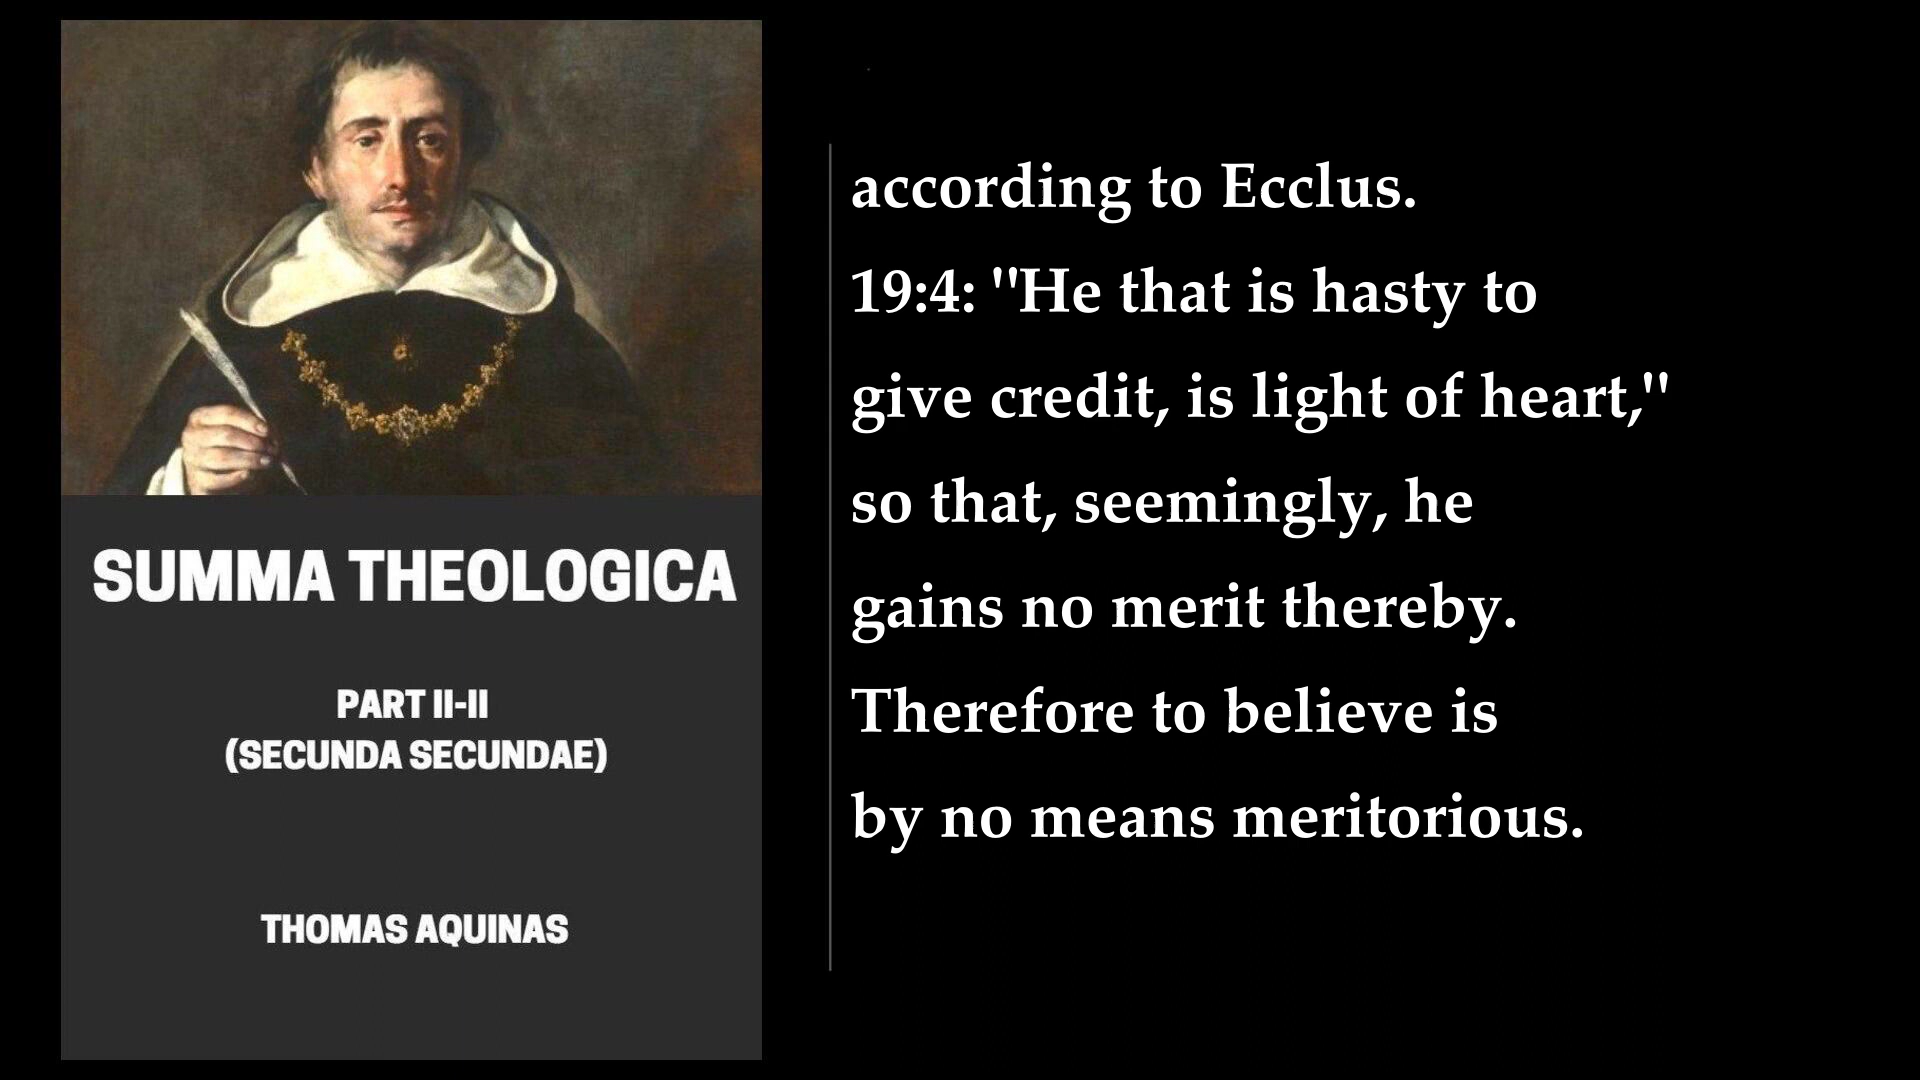 SUMMA THEOLOGICA
PART II-II
(SECUNDA SECUNDAE)
THOMAS AQUINAS
according to Ecclus.
19:4: "He that is hasty to
give credit, is light of heart,"
so that, seemingly, he
gains no merit thereby.
Therefore to believe is
by no means meritorious.